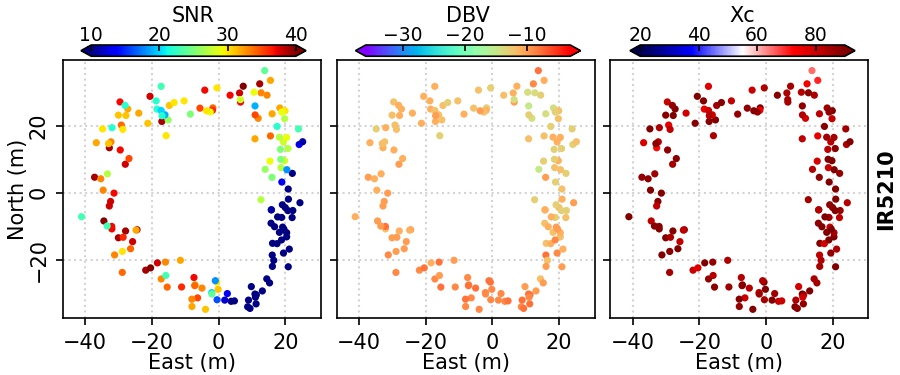 SNR DBV Xc
10 20 30 40 −30 −20 −10 20 40 60 80
North (m)
20
0
−20
IR5210
−40 −20 0 20 −40 −20 0 20 −40 −20 0 20
East (m) East (m) East (m)